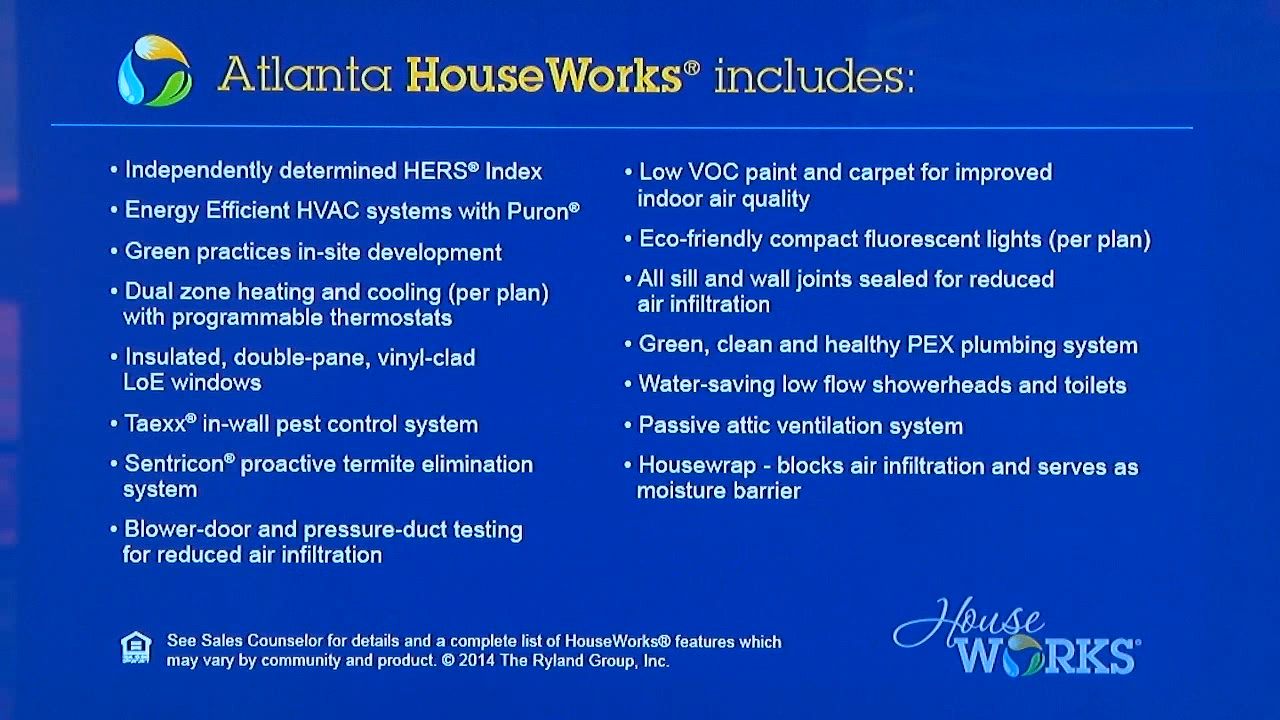 Atlanta HouseWorks® includes:
• Independently determined HERS® Index
• Energy Efficient HVAC systems with Puron®
• Green practices in-site development
• Dual zone heating and cooling (per plan)
with programmable thermostats
• Insulated, double-pane, vinyl-clad
LoE windows
• Taexx® in-wall pest control system
• Sentricon® proactive termite elimination
system
• Blower-door and pressure-duct testing
for reduced air infiltration
• Low VOC paint and carpet for improved
indoor air quality
• Eco-friendly compact fluorescent lights (per plan)
• All sill and wall joints sealed for reduced
air infiltration
• Green, clean and healthy PEX plumbing system
• Water-saving low flow showerheads and toilets
• Passive attic ventilation system
• Housewrap - blocks air infiltration and serves as
moisture barrier
See Sales Counselor for details and a complete list of HouseWorks® features which
may vary by community and product. © 2014 The Ryland Group, Inc.
House
WORKS®